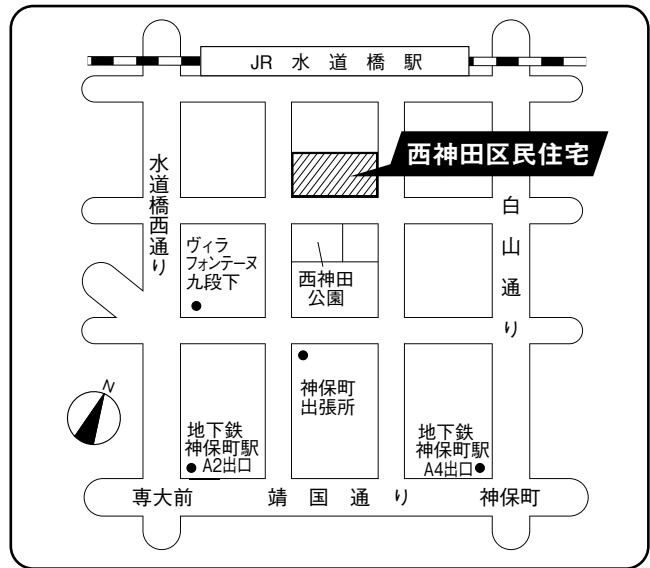 JR 水道橋駅
西神田区民住宅
水道橋西通り
白山通り
ヴィラ
フォンテーヌ
九段下
西神田
公園
N
神保町
出張所
地下鉄
神保町駅
A2出口
地下鉄
神保町駅
A4出口
専大前
靖国通り
神保町